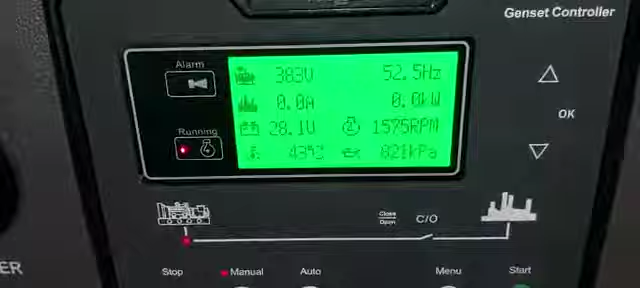 Genset Controller
Alarm
383V 52.5Hz
0.0A 0.0kW
Running
28.1V 1575RPM
43℃ 821kPa
OK
Close
Open
C/O
ER
Stop Manual Auto Menu Start